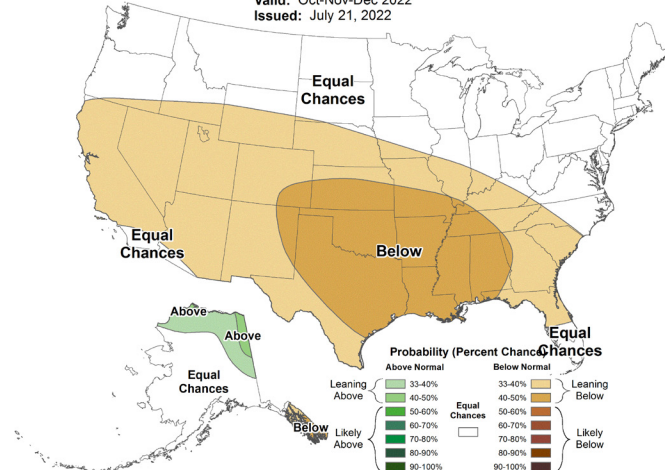 Valid: Oct-Nov-Dec 2022
Issued: July 21, 2022
Equal
Chances
Equal
Chances
Below
Above
Above
Equal
Chances
Below
Equal
Chances
Probability (Percent Chance)
Above Normal
Below Normal
Leaning
Above
33-40%
40-50%
Likely
Above
50-60%
60-70%
70-80%
80-90%
90-100%
Equal
Chances
33-40%
40-50%
Leaning
Below
50-60%
60-70%
70-80%
80-90%
90-100%
Likely
Below